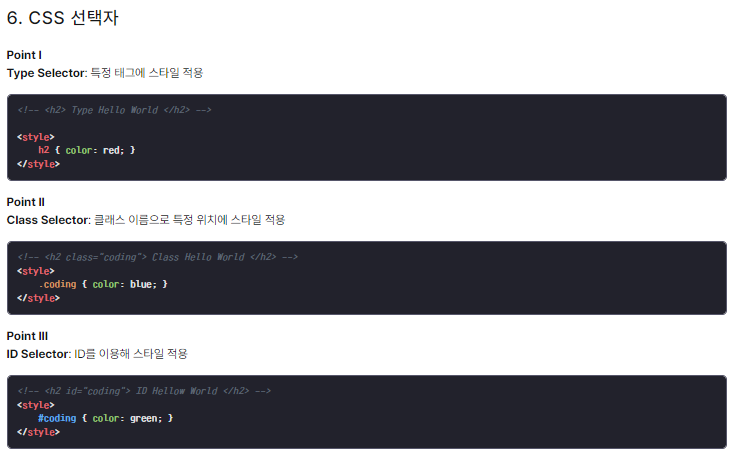 6. CSS 선택자
Point I
Type Selector: 특정 태그에 스타일 적용
<!-- <h2> Type Hello World </h2> -->
<style>
h2 { color: red; }
</style>
Point II
Class Selector: 클래스 이름으로 특정 위치에 스타일 적용
<!-- <h2 class="coding"> Class Hello World </h2> -->
<style>
.coding { color: blue; }
</style>
Point III
ID Selector: ID를 이용해 스타일 적용
<!-- <h2 id="coding"> ID Hellow World </h2> -->
<style>
#coding { color: green; }
</style>